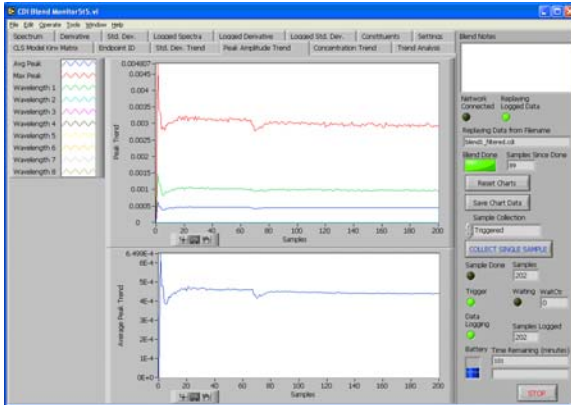 CDI Blend Monitor5t5.vi
File Edit Operate Tools Window Help
Spectrum Derivative Std. Dev. Logged Spectra Logged Derivative Logged Std. Dev. Constituents Settings
CLS Model Knw Matrix Endpoint ID Std. Dev. Trend Peak Amplitude Trend Concentration Trend Trend Analysis
Blend Notes
Avg Peak
Max Peak
Wavelength 1
Wavelength 2
Wavelength 3
Wavelength 4
Wavelength 5
Wavelength 6
Wavelength 7
Wavelength 8
Peak Trend
0.004807
0.0045
0.004
0.0035
0.003
0.0025
0.002
0.0015
0.001
0.0005
0
0 20 40 60 80 100 120 140 160 180 200
Samples
Average Peak Trend
6.499E-4
6E-4
5E-4
4E-4
3E-4
2E-4
1E-4
0E+0
0 20 40 60 80 100 120 140 160 180 200
Samples
Network Connected
Replaying Logged Data
Replaying Data from Filename
Blend1_filtered.cdi
Blend Done
Samples Since Done
Reset Charts
Save Chart Data
Sample Collection
Triggered
COLLECT SINGLE SAMPLE
Sample Done
Samples
202
Trigger
Waiting
WaitCtr
0
Data Logging
Samples Logged
202
Battery
Time Remaining (minutes)
STOP